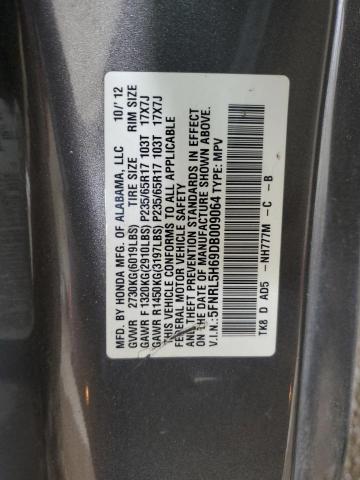 MFD. BY HONDA MFG. OF ALABAMA, LLC 10/' 12
TIRE SIZE RIM SIZE
GVWR 2730KG(6019LBS)
GAWR F1320KG(2910LBS) P235/65R17 103T 17X7J
GAWR R1450KG(3197LBS) P235/65R17 103T 17X7J
THIS VEHICLE CONFORMS TO ALL APPLICABLE
FEDERAL MOTOR VEHICLE SAFETY
AND THEFT PREVENTION STANDARDS IN EFFECT
ON THE DATE OF MANUFACTURE SHOWN ABOVE.
V.I.N.:5FNRL5H69DB009064 TYPE: MPV
TK8 D AD5 -NH777M -C -B